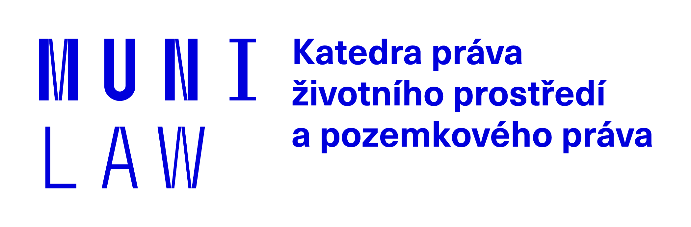 MUNI
LAW
Katedra práva
životního prostředí
a pozemkového práva